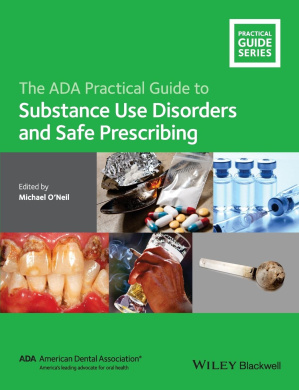 PRACTICAL
GUIDE
SERIES
The ADA Practical Guide to
Substance Use Disorders
and Safe Prescribing
Edited by
Michael O'Neil
ADA American Dental Association®
America's leading advocate for oral health
WILEY Blackwell